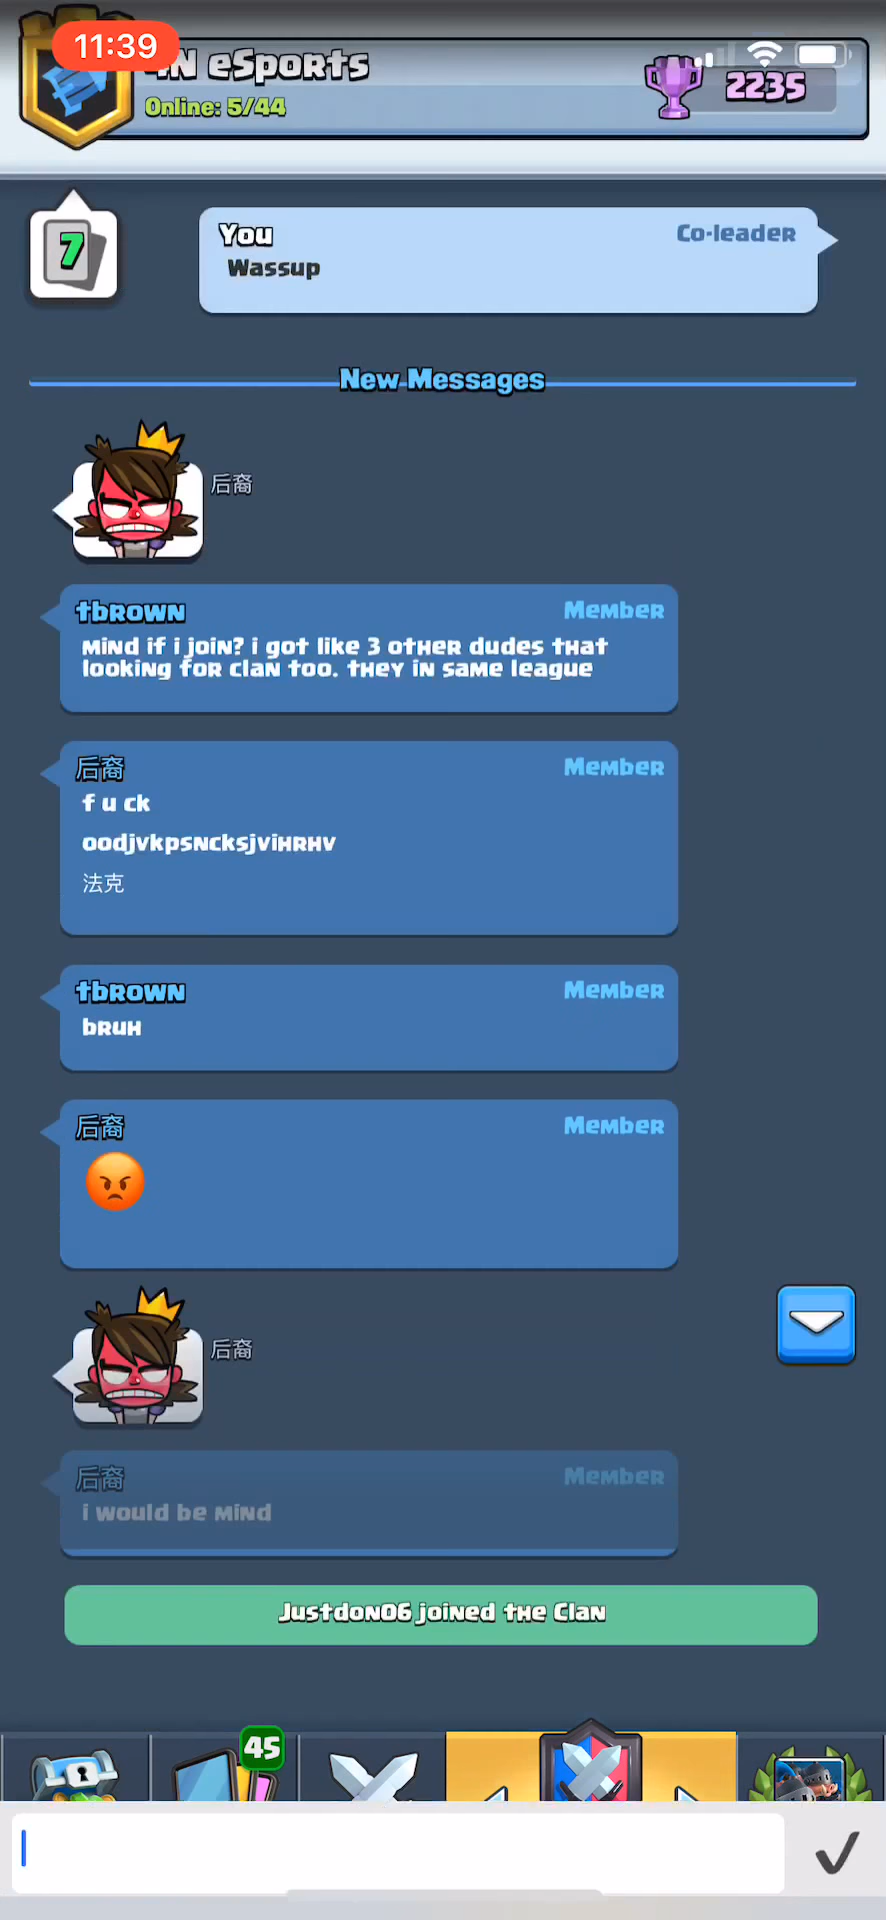 11:39
4N eSports
Online: 5/44
2235
7
You
Co-leader
Wassup
New Messages
后裔
tbrown
Member
mind if i join? i got like 3 other dudes that
looking for clan too. they in same league
后裔
Member
f u ck
oodjvkpsncksjvihrhv
法克
tbrown
Member
bruh
后裔
Member
后裔
后裔
Member
i would be mind
Justdon06 joined the Clan
45